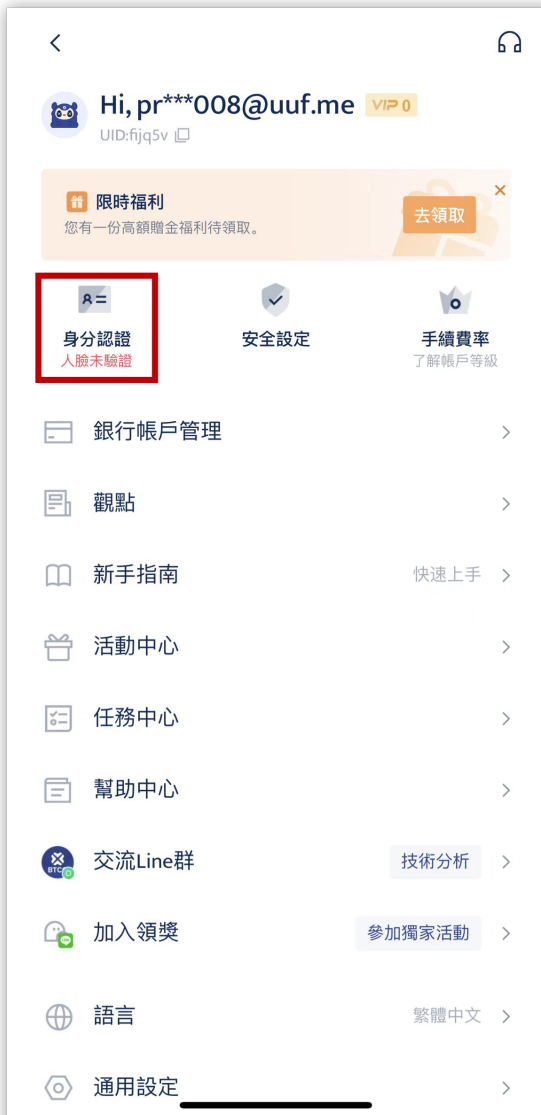 Hi, pr***008@uuf.me VIP 0
UID:fijq5v
限時福利
您有一份高額贈金福利待領取。
去領取
身分認證
人臉未驗證
安全設定
手續費率
了解帳戶等級
銀行帳戶管理
觀點
新手指南 快速上手
活動中心
任務中心
幫助中心
BTC
交流Line群 技術分析
LINE
加入領獎 參加獨家活動
語言 繁體中文
通用設定